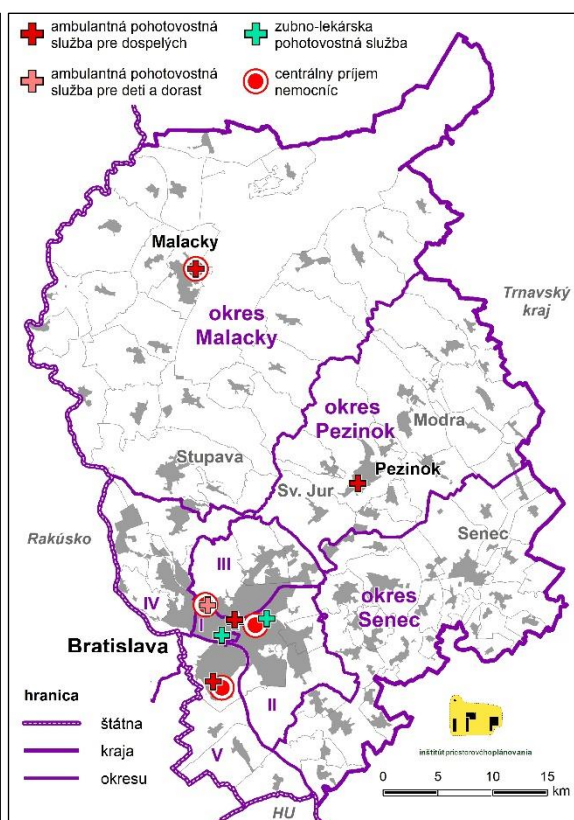 ambulantná pohotovostná
služba pre dospelých
zubno-lekárska
pohotovostná služba
ambulantná pohotovostná
služba pre deti a dorast
centrálny príjem
nemocníc
Malacky
Trnavský
kraj
okres
Malacky
okres
Pezinok
Modra
Stupava
Pezinok
Sv. Jur
Rakúsko
Senec
III
IV
I
okres
Senec
Bratislava
II
hranica
štátna
kraja
V
okresu
HU
inštitút priestorového plánovania
0 5 10 15
km